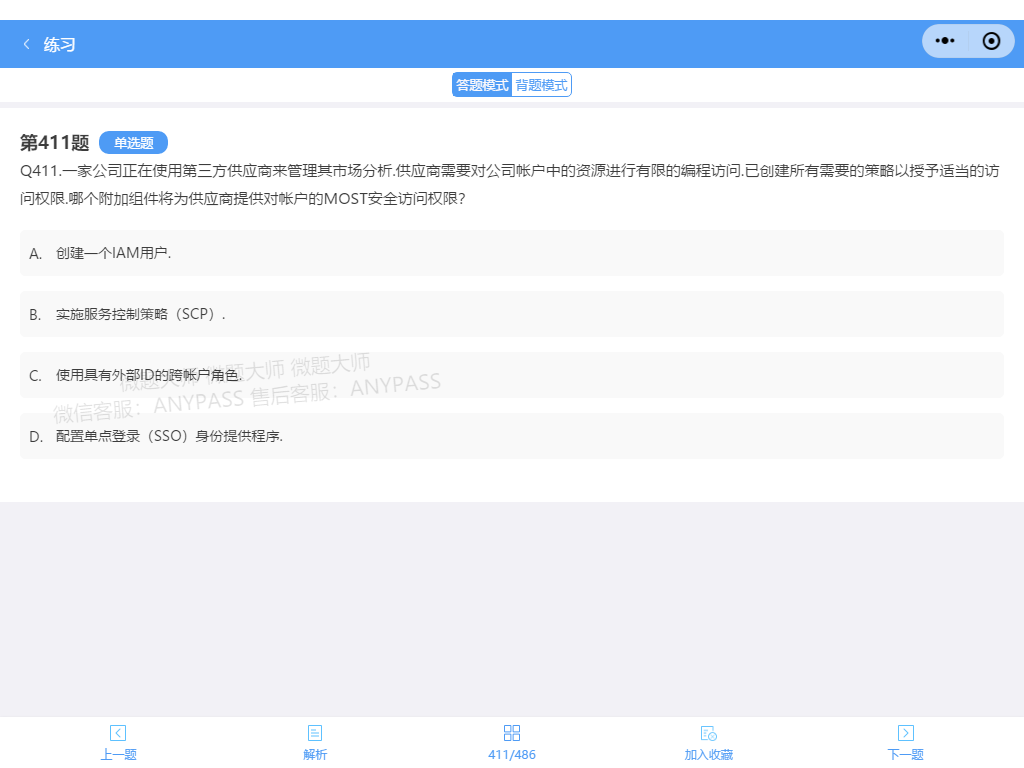 练习
答题模式 背题模式
第411题 单选题
Q411.一家公司正在使用第三方供应商来管理其市场分析.供应商需要对公司帐户中的资源进行有限的编程访问.已创建所有需要的策略以授予适当的访
问权限.哪个附加组件将为供应商提供对帐户的MOST安全访问权限?
A. 创建一个IAM用户.
B. 实施服务控制策略（SCP）.
C. 使用具有外部ID的跨帐户角色.
微题大师 微题大师 微题大师
微信客服：ANYPASS 售后客服：ANYPASS
D. 配置单点登录（SSO）身份提供程序.
上一题 解析 411/486 加入收藏 下一题